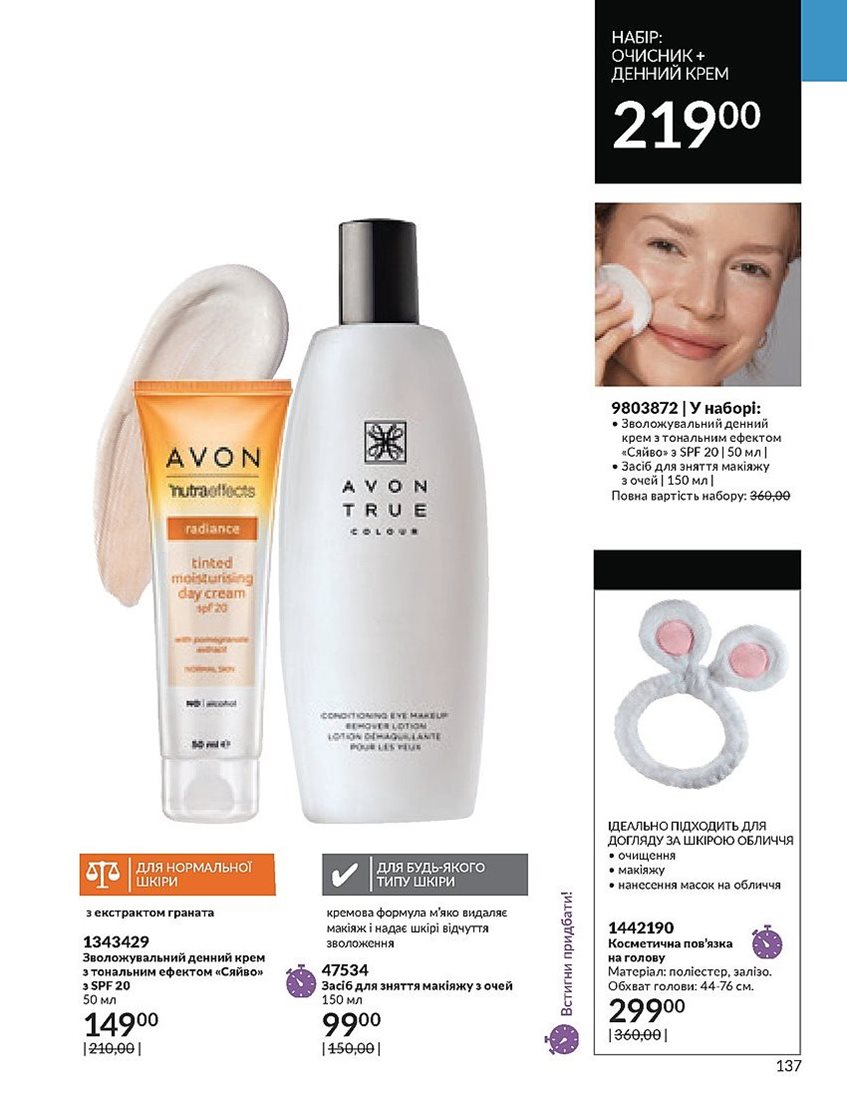 НАБІР:
ОЧИСНИК +
ДЕННИЙ КРЕМ
21900
AVON
nutraeffects
radiance
tinted
moisturising
day cream
spf 20
with pomegranate
extract
NORMAL SKIN
NO | alcohol
50 ml e
AVON
TRUE
COLOUR
CONDITIONING EYE MAKEUP
REMOVER LOTION
LOTION DÉMAQUILLANTE
POUR LES YEUX
9803872 | У наборі:
• Зволожувальний денний
крем з тональним ефектом
«Сяйво» з SPF 20 | 50 мл |
• Засіб для зняття макіяжу
з очей | 150 мл |
Повна вартість набору: 360,00
ДЛЯ НОРМАЛЬНОЇ
ШКІРИ
з екстрактом граната
1343429
Зволожувальний денний крем
з тональним ефектом «Сяйво»
з SPF 20
50 мл
14900
| 210,00 |
ДЛЯ БУДЬ-ЯКОГО
ТИПУ ШКІРИ
кремова формула м'яко видаляє
макіяж і надає шкірі відчуття
зволоження
47534
Засіб для зняття макіяжу з очей
150 мл
9900
| 150,00 |
Встигни придбати!
ІДЕАЛЬНО ПІДХОДИТЬ ДЛЯ
ДОГЛЯДУ ЗА ШКІРОЮ ОБЛИЧЧЯ
• очищення
• макіяжу
• нанесення масок на обличчя
1442190
Косметична пов'язка
на голову
Матеріал: поліестер, залізо.
Обхват голови: 44-76 см.
29900
| 360,00 |
137